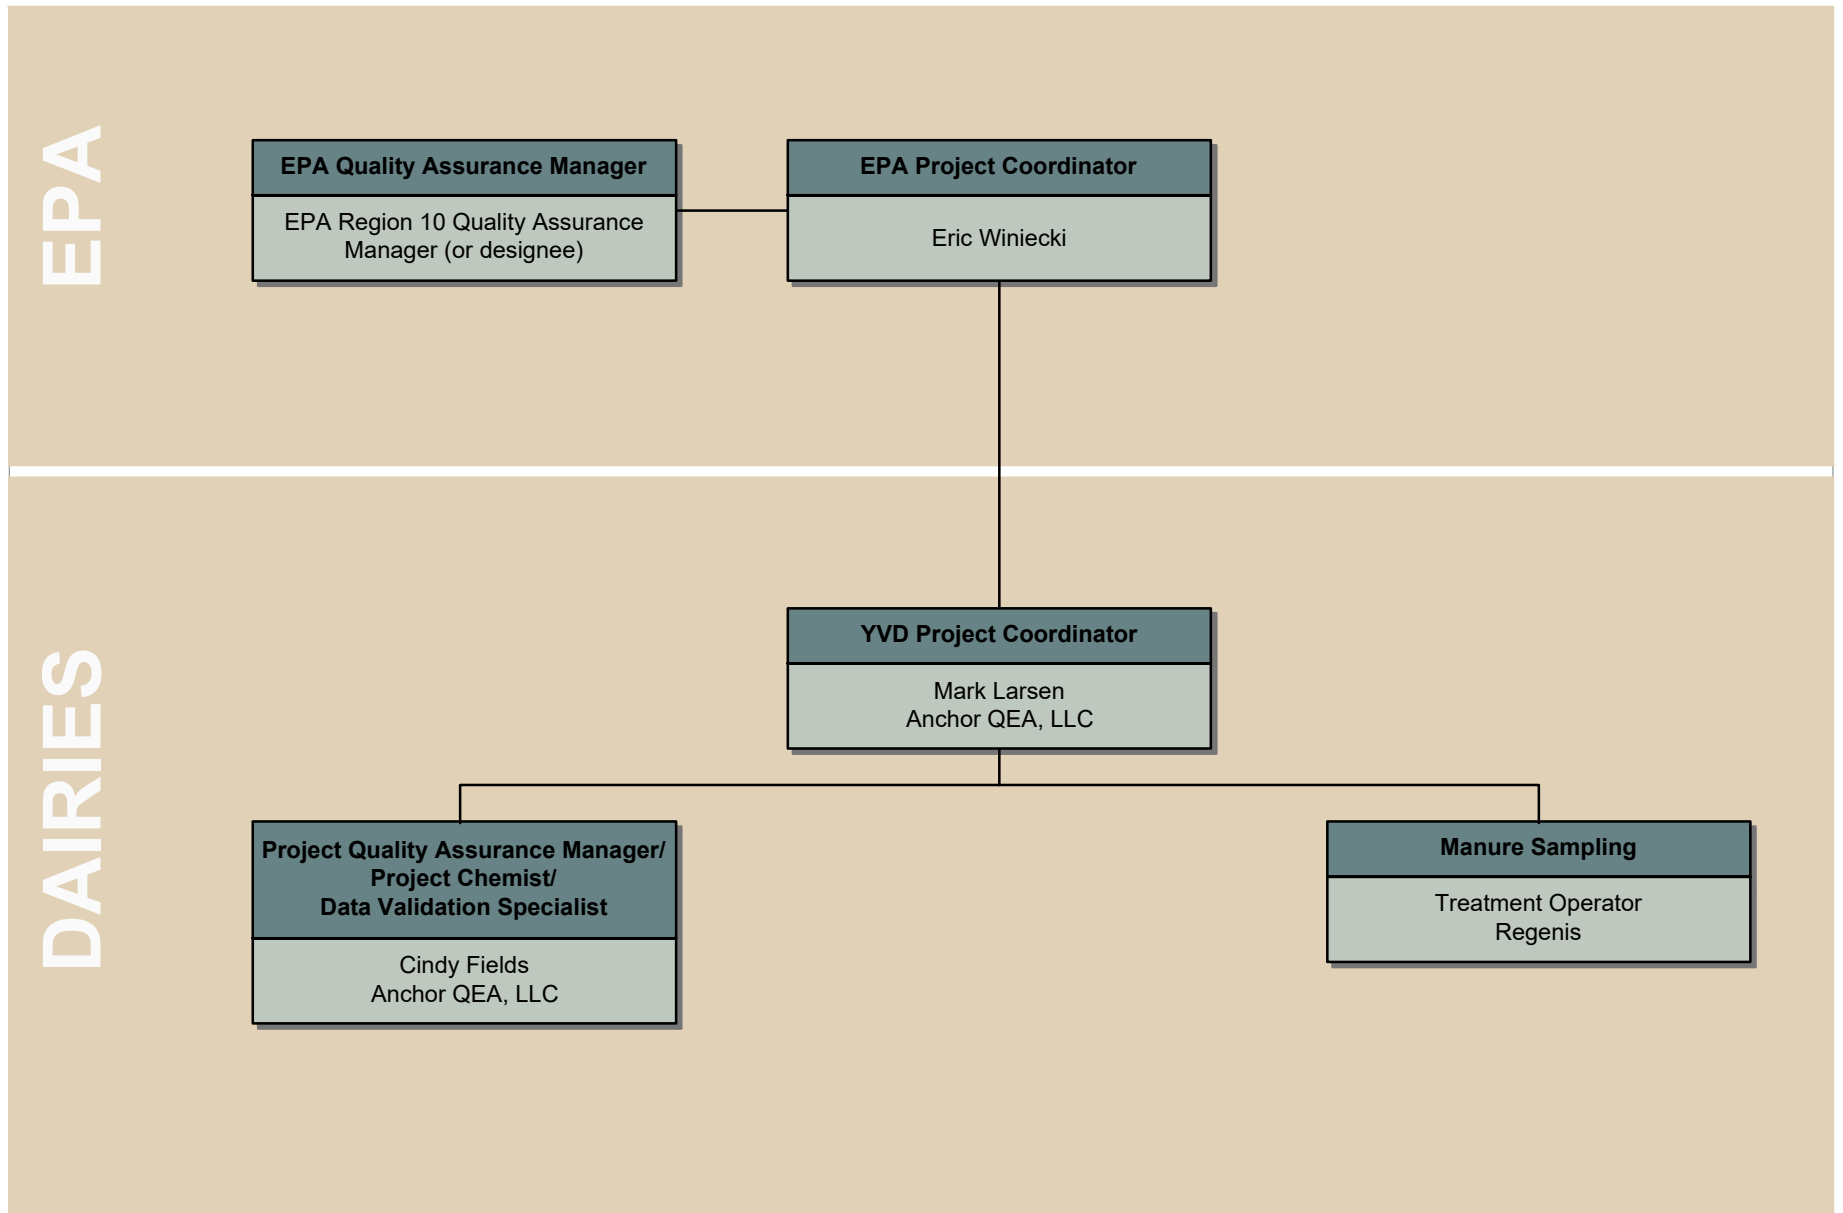 EPA
EPA Quality Assurance Manager
EPA Region 10 Quality Assurance
Manager (or designee)
EPA Project Coordinator
Eric Winiecki
DAIRIES
YVD Project Coordinator
Mark Larsen
Anchor QEA, LLC
Project Quality Assurance Manager/
Project Chemist/
Data Validation Specialist
Cindy Fields
Anchor QEA, LLC
Manure Sampling
Treatment Operator
Regenis